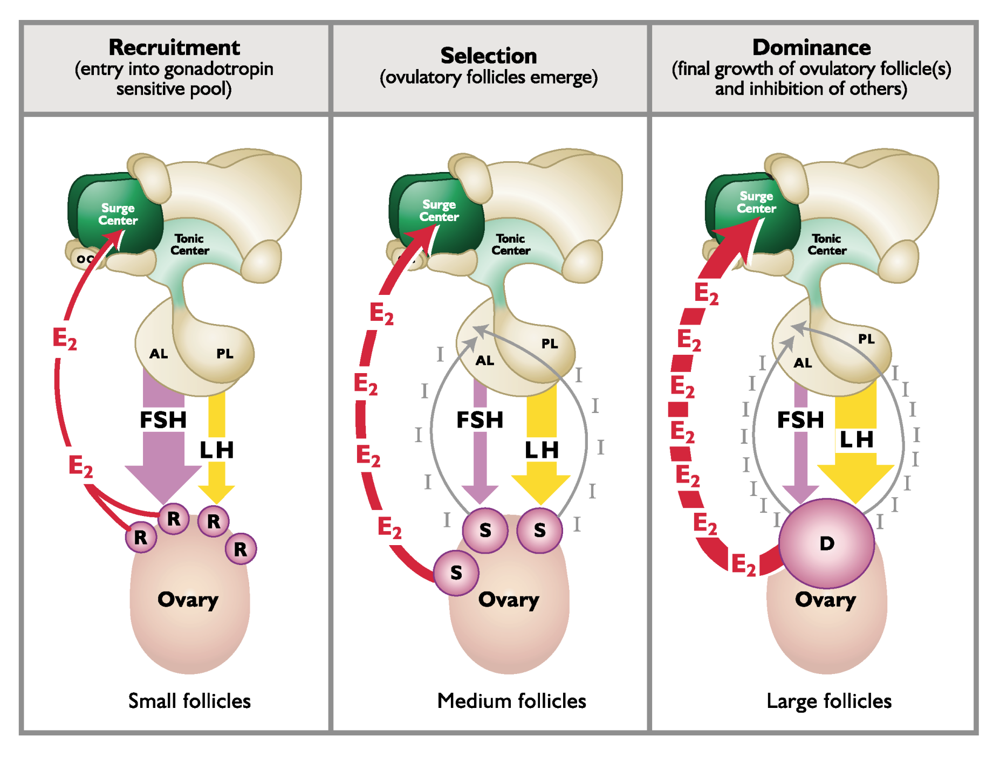 Recruitment
(entry into gonadotropin
sensitive pool)
Selection
(ovulatory follicles emerge)
Dominance
(final growth of ovulatory follicle(s)
and inhibition of others)
Surge
Center
Tonic
Center
E2
AL
PL
FSH
LH
E2
R
R
R
R
Ovary
Small follicles
Surge
Center
Tonic
Center
E2
I
PL
AL
I
E2
I
I
FSH
I
I
LH
I
E2
I
I
I
E2
I
S
S
S
Ovary
Medium follicles
Surge
Center
Tonic
Center
E2
E2
PL
I
AL
I
I
E2
I
I
I
FSH
E2
I
LH
I
I
I
E2
I
I
I
I
E2
I
I
D
E2
Ovary
Large follicles